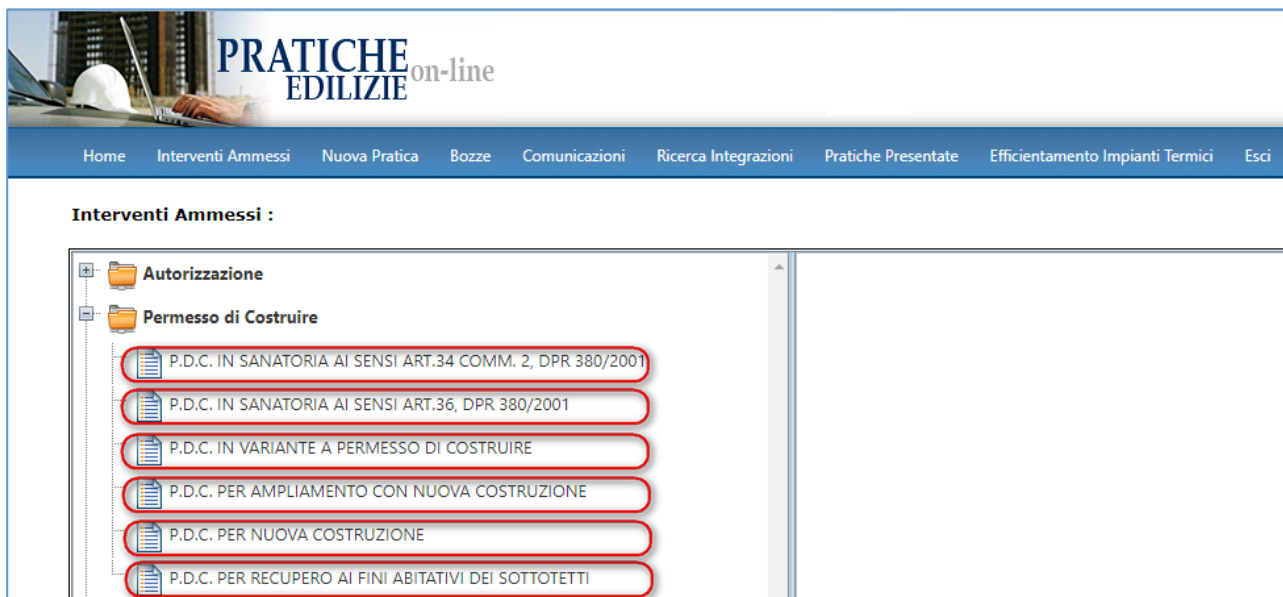 PRATICHE
EDILIZIE on-line
Home Interventi Ammessi Nuova Pratica Bozze Comunicazioni Ricerca Integrazioni Pratiche Presentate Efficientamento Impianti Termici Esci
Interventi Ammessi :
Autorizzazione
Permesso di Costruire
P.D.C. IN SANATORIA AI SENSI ART.34 COMM. 2, DPR 380/2001
P.D.C. IN SANATORIA AI SENSI ART.36, DPR 380/2001
P.D.C. IN VARIANTE A PERMESSO DI COSTRUIRE
P.D.C. PER AMPLIAMENTO CON NUOVA COSTRUZIONE
P.D.C. PER NUOVA COSTRUZIONE
P.D.C. PER RECUPERO AI FINI ABITATIVI DEI SOTTOTETTI